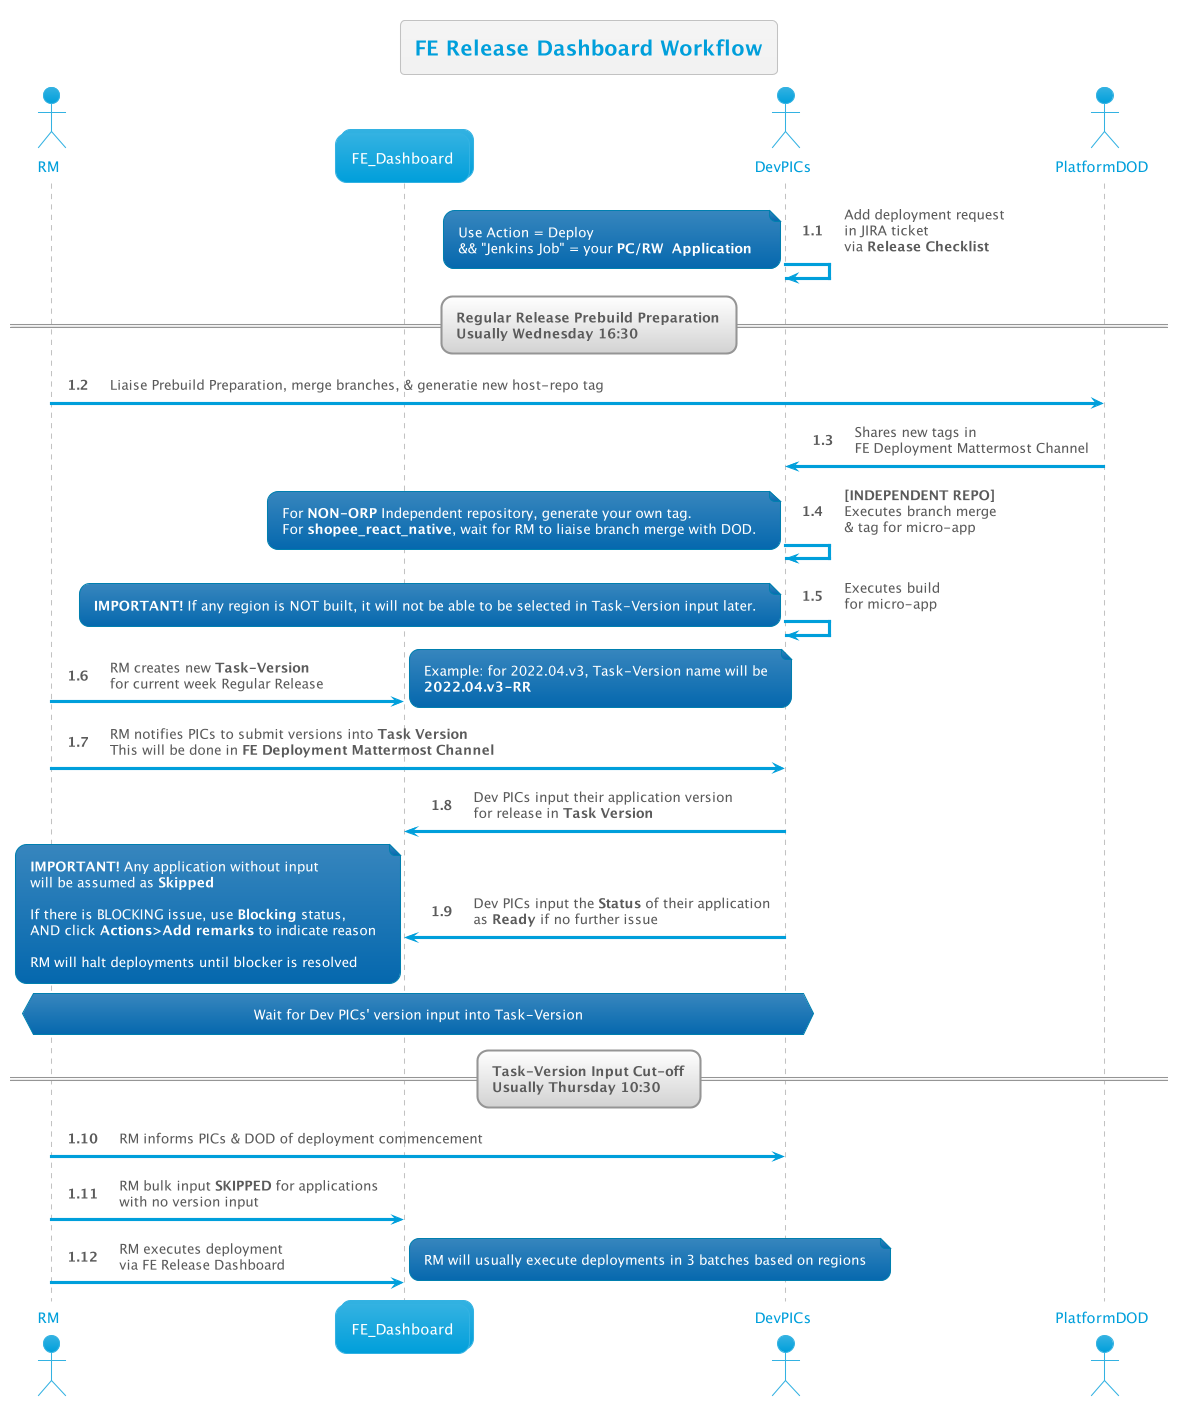 FE Release Dashboard Workflow
RM
FE_Dashboard
DevPICs
PlatformDOD
Use Action = Deploy
&& "Jenkins Job" = your PC/RW  Application
1.1
Add deployment request
in JIRA ticket
via Release Checklist
Regular Release Prebuild Preparation
Usually Wednesday 16:30
1.2 Liaise Prebuild Preparation, merge branches, & generatie new host-repo tag
1.3
Shares new tags in
FE Deployment Mattermost Channel
For NON-ORP Independent repository, generate your own tag.
For shopee_react_native, wait for RM to liaise branch merge with DOD.
1.4
[INDEPENDENT REPO]
Executes branch merge
& tag for micro-app
IMPORTANT! If any region is NOT built, it will not be able to be selected in Task-Version input later.
1.5
Executes build
for micro-app
1.6
RM creates new Task-Version
for current week Regular Release
Example: for 2022.04.v3, Task-Version name will be
2022.04.v3-RR
1.7
RM notifies PICs to submit versions into Task Version
This will be done in FE Deployment Mattermost Channel
1.8
Dev PICs input their application version
for release in Task Version
IMPORTANT! Any application without input
will be assumed as Skipped
If there is BLOCKING issue, use Blocking status,
AND click Actions>Add remarks to indicate reason
RM will halt deployments until blocker is resolved
1.9
Dev PICs input the Status of their application
as Ready if no further issue
Wait for Dev PICs' version input into Task-Version
Task-Version Input Cut-off
Usually Thursday 10:30
1.10 RM informs PICs & DOD of deployment commencement
1.11
RM bulk input SKIPPED for applications
with no version input
1.12
RM executes deployment
via FE Release Dashboard
RM will usually execute deployments in 3 batches based on regions
RM
FE_Dashboard
DevPICs
PlatformDOD